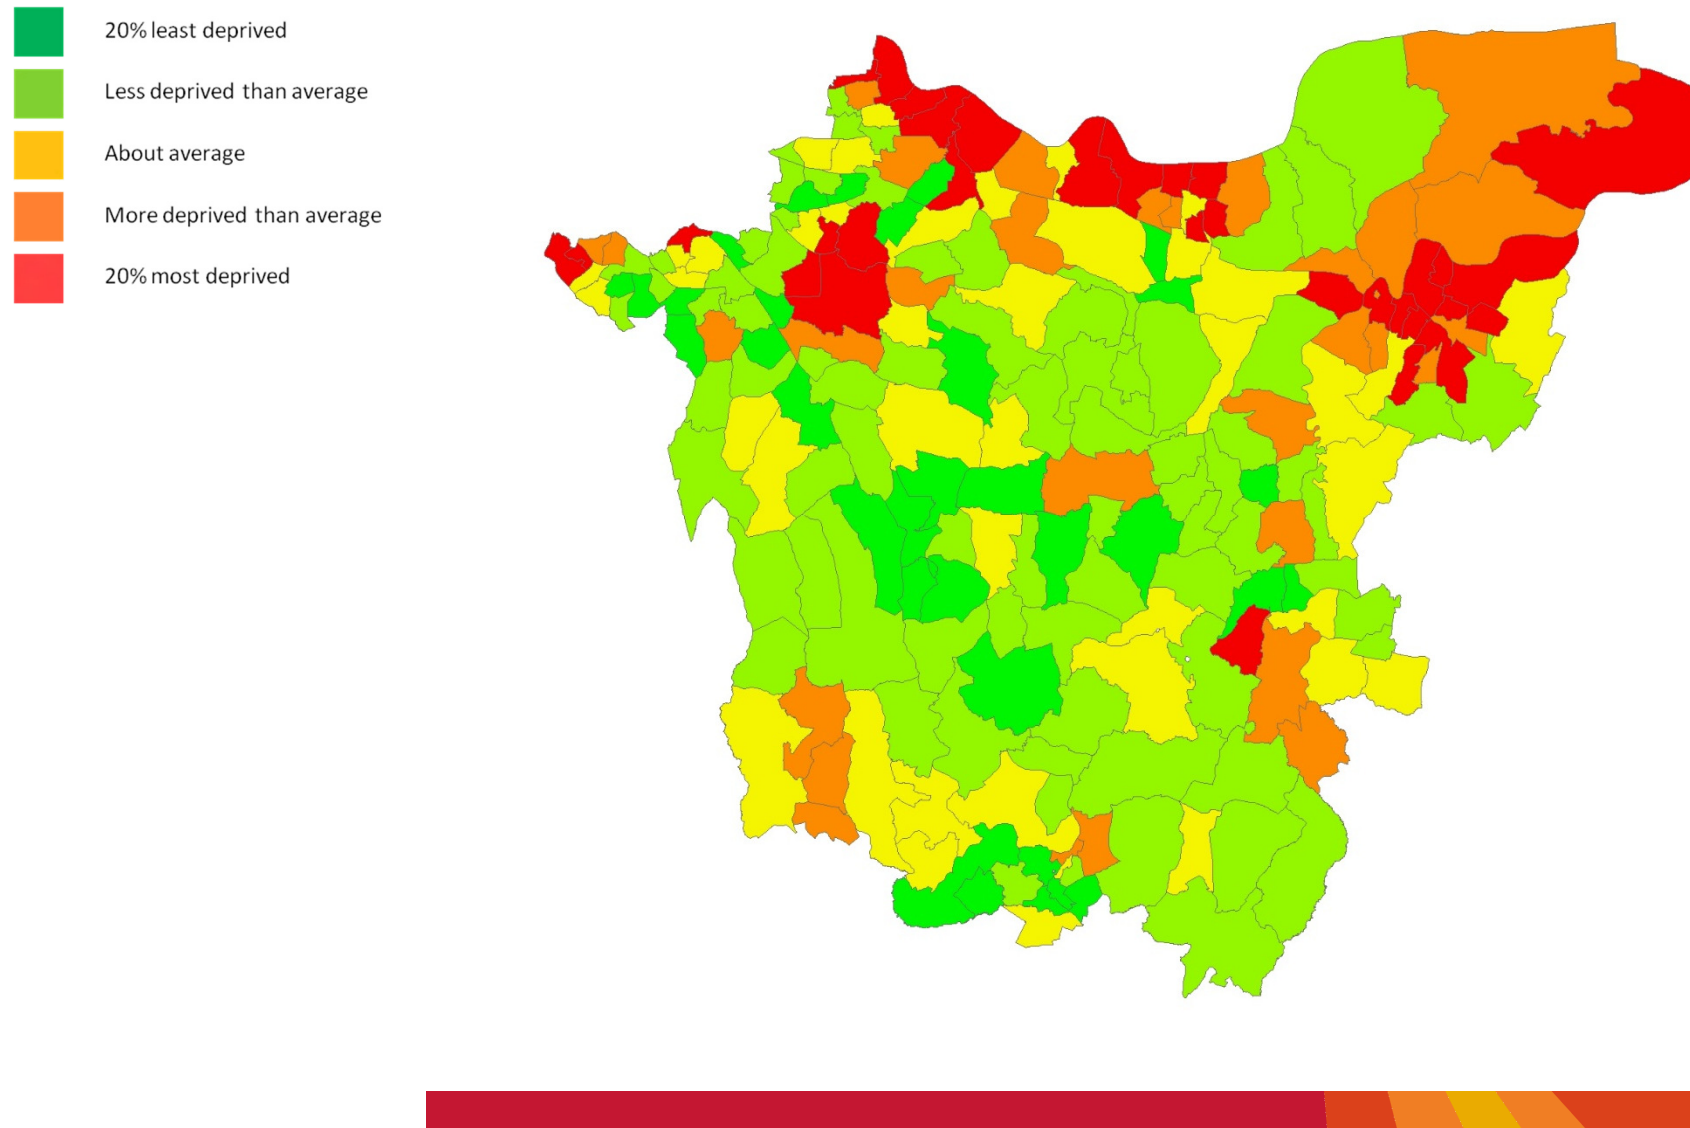 20% least deprived
Less deprived than average
About average
More deprived than average
20% most deprived